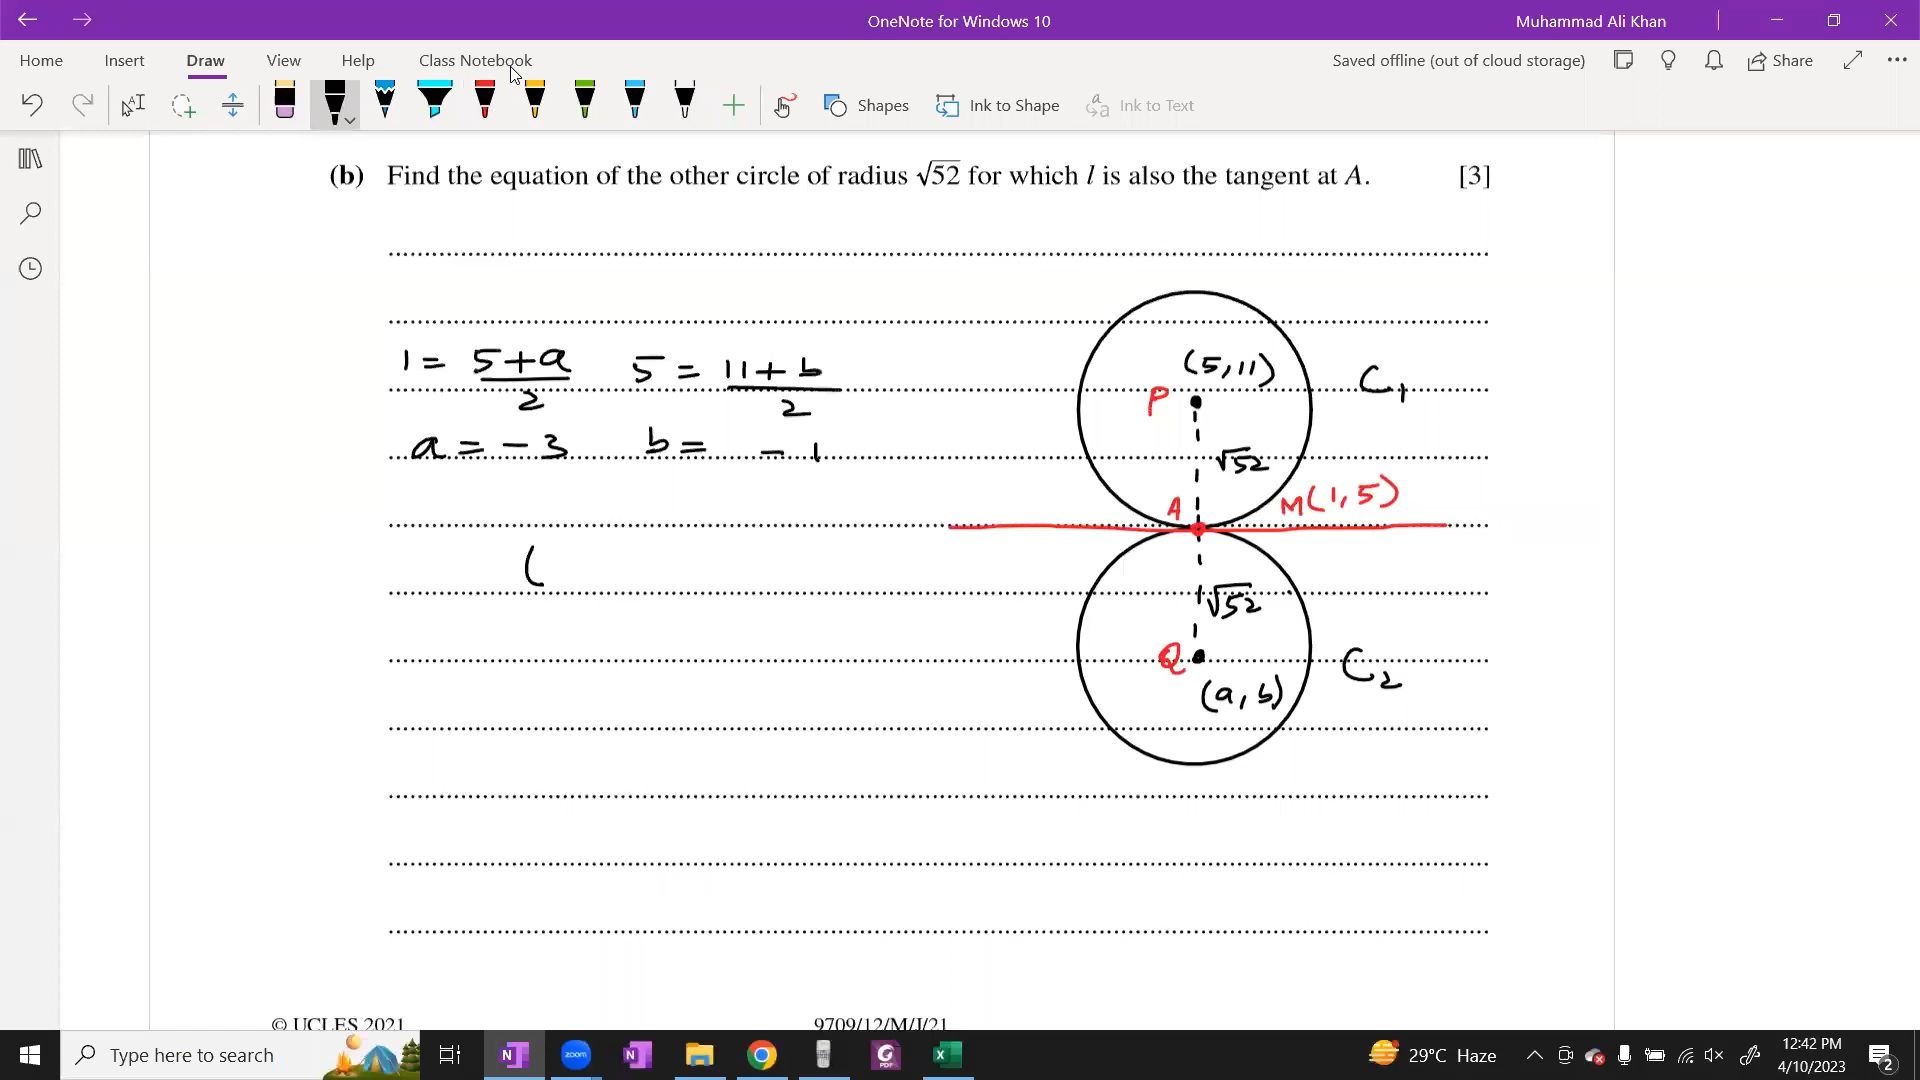 OneNote for Windows 10
Muhammad Ali Khan
Home Insert Draw View Help Class Notebook
Saved offline (out of cloud storage) Share
Shapes Ink to Shape Ink to Text
(b) Find the equation of the other circle of radius √52 for which l is also the tangent at A. [3]
1 = (5+a)/2 5 = (11+b)/2
a = -3 b = -1
(
(5,11)
P
C₁
√52
A M(1,5)
√52
Q
C₂
(a, b)
© UCLES 2021 9709/12/M/J/21
Type here to search
zoom
29°C Haze
12:42 PM
4/10/2023
2